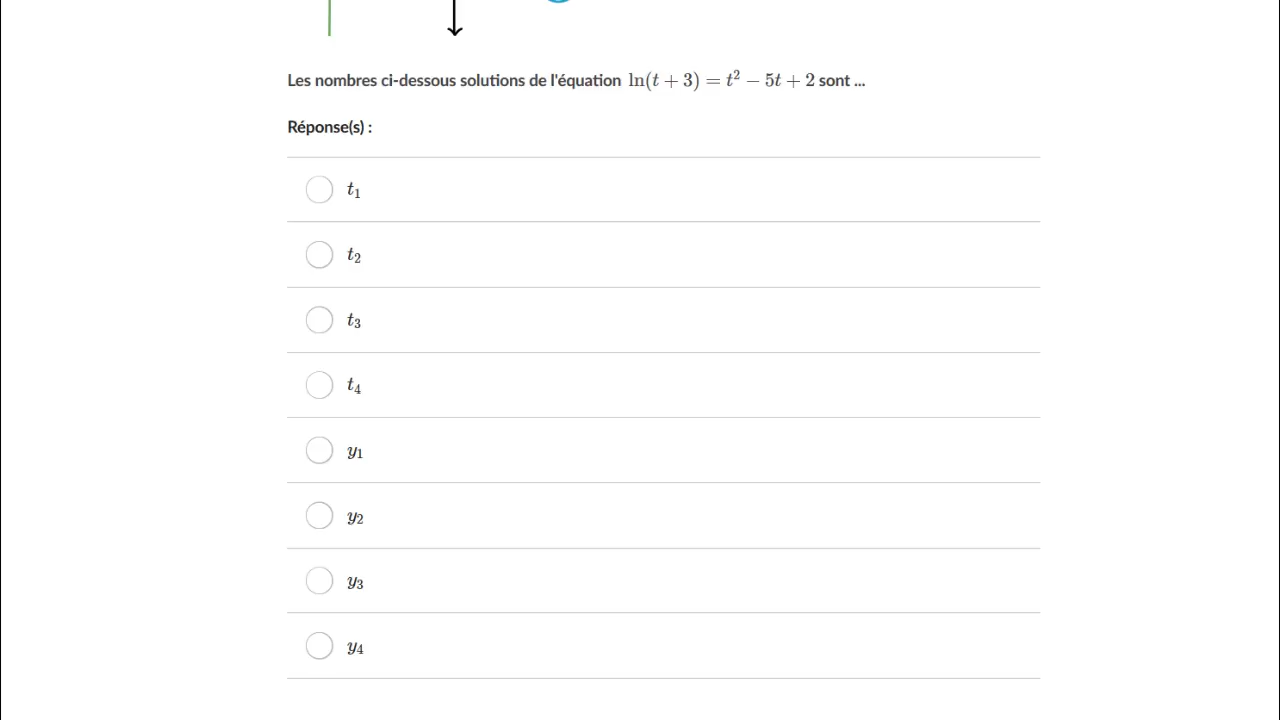 Les nombres ci-dessous solutions de l'équation ln(t + 3) = t² − 5t + 2 sont ...
Réponse(s) :
t₁
t₂
t₃
t₄
y₁
y₂
y₃
y₄